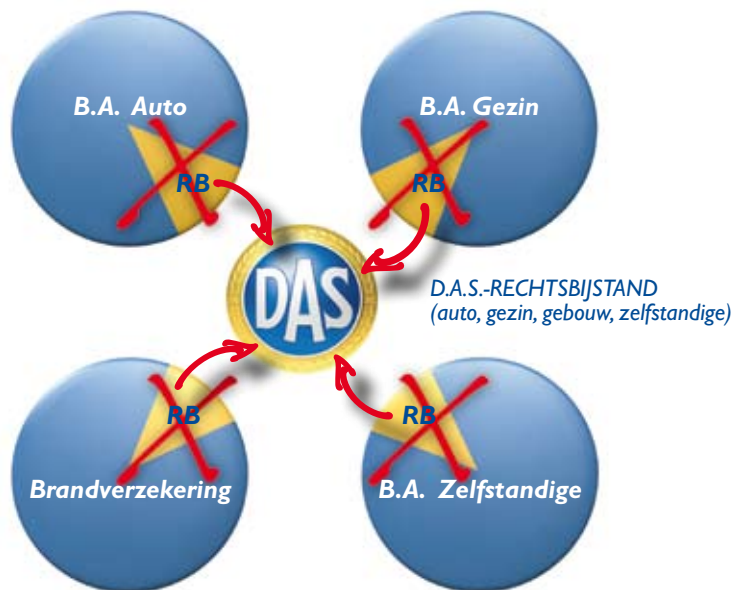 B.A. Auto
B.A. Gezin
RB
RB
DAS
D.A.S.-RECHTSBIJSTAND
(auto, gezin, gebouw, zelfstandige)
RB
RB
Brandverzekering
B.A. Zelfstandige